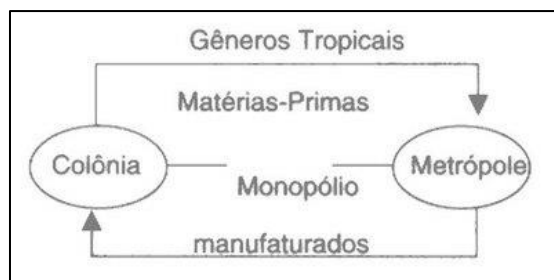 Gêneros Tropicais
Matérias-Primas
Colônia
Metrópole
Monopólio
manufaturados